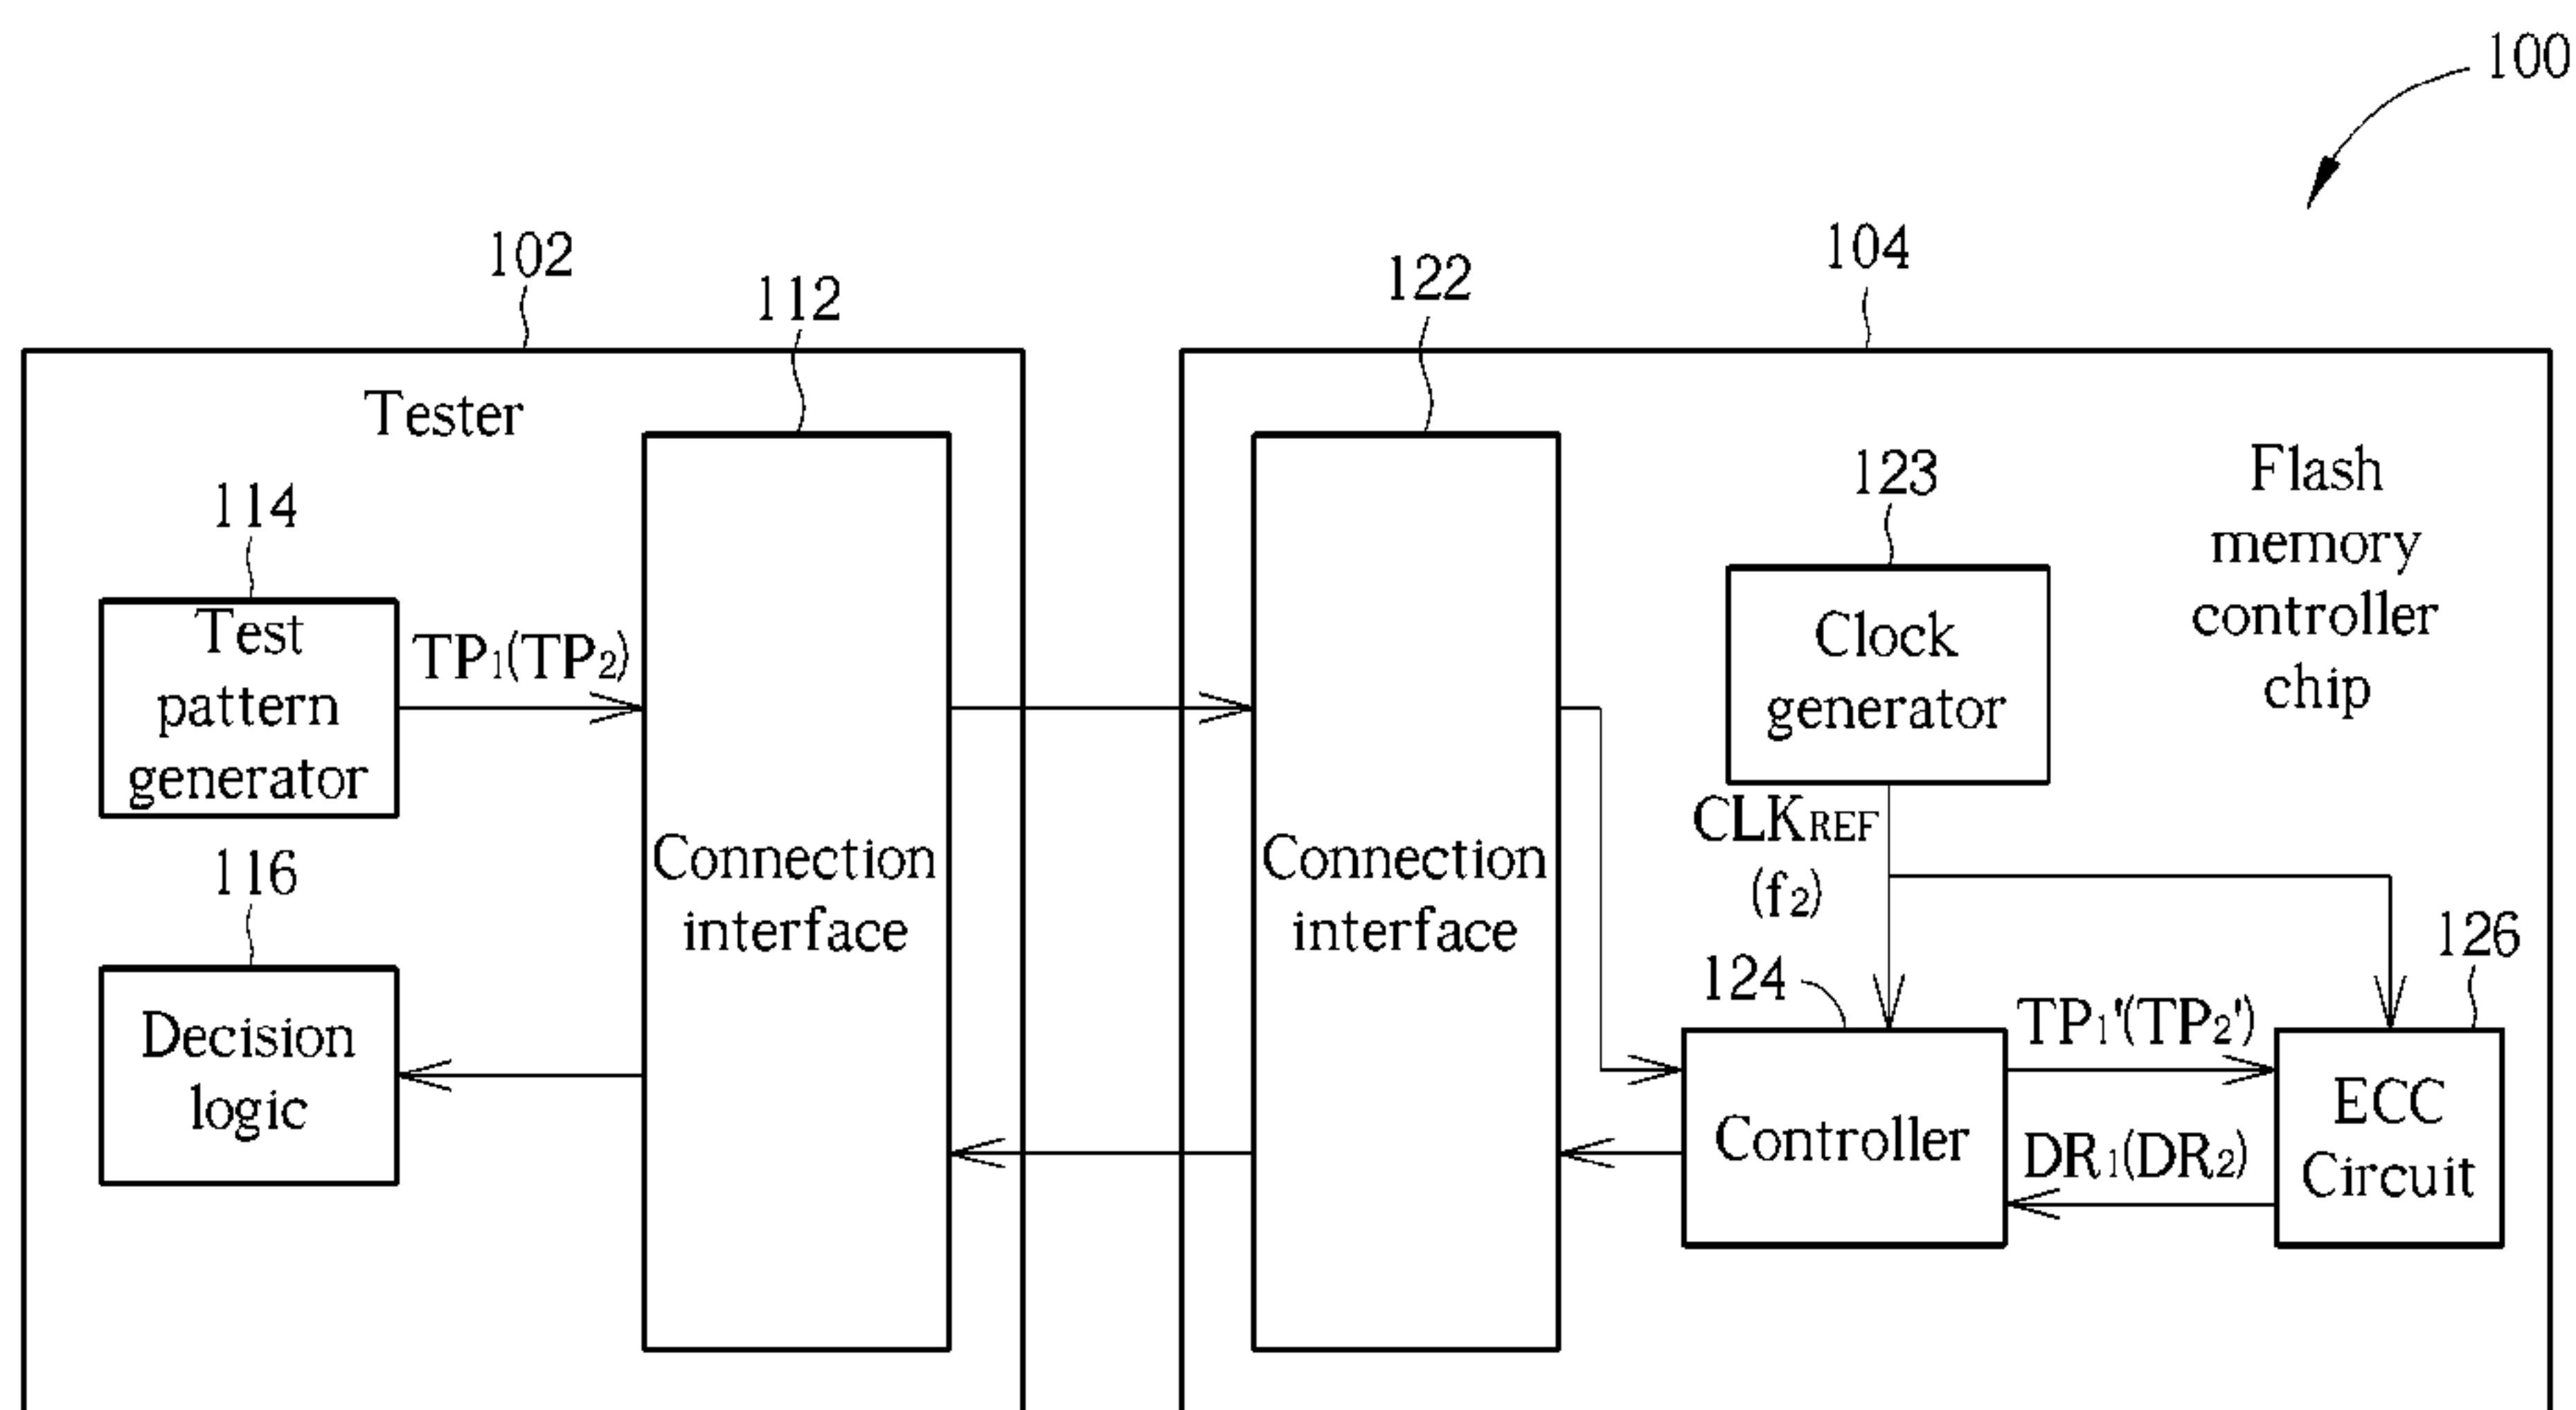 100
102
112
122
104
Tester
114
Test
pattern
generator
TP1(TP2)
116
Decision
logic
Connection
interface
Connection
interface
123
Clock
generator
Flash
memory
controller
chip
CLKREF
(f2)
124
Controller
TP1'(TP2')
DR1(DR2)
126
ECC
Circuit